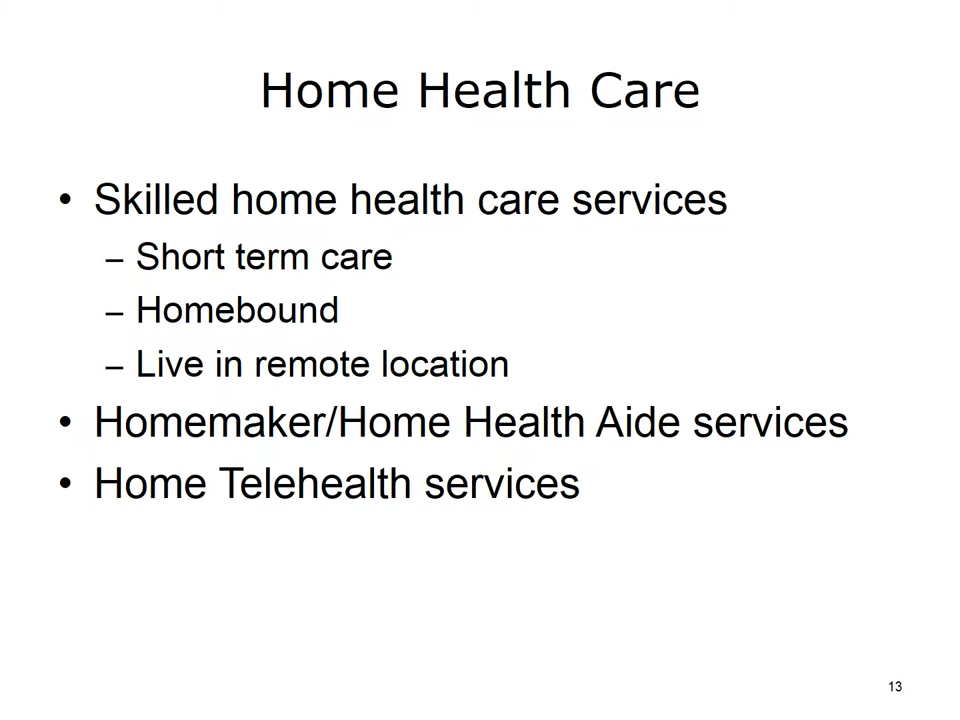 Home Health Care
• Skilled home health care services
– Short term care
– Homebound
– Live in remote location
• Homemaker/Home Health Aide services
• Home Telehealth services
13